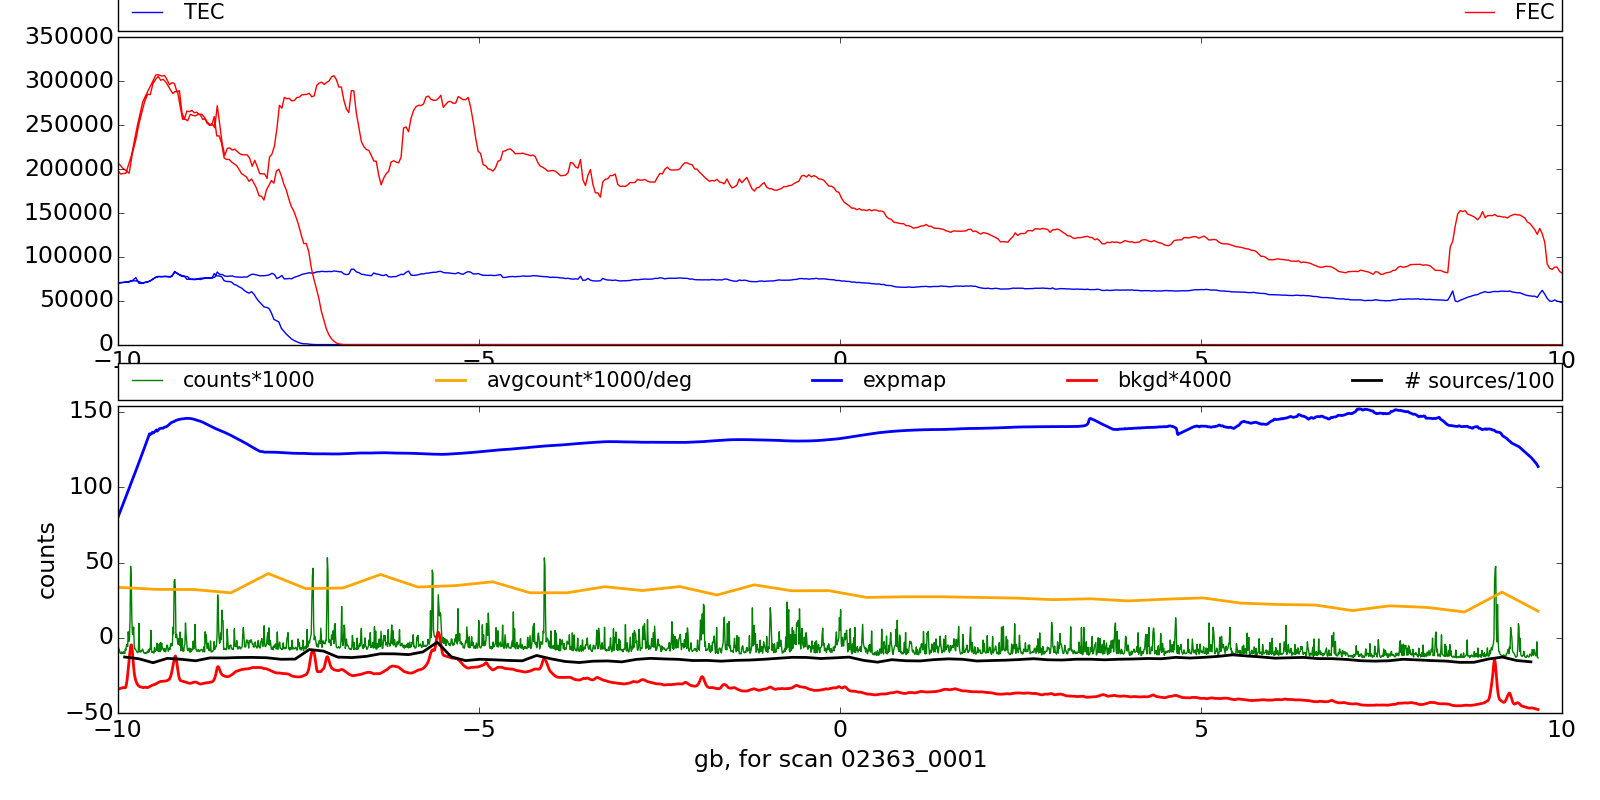 TEC FEC
350000
300000
250000
200000
150000
100000
50000
0
−10 −5 0 5 10
counts*1000 avgcount*1000/deg expmap bkgd*4000 # sources/100
150
100
50
0
−50
counts
−10 −5 0 5 10
gb, for scan 02363_0001